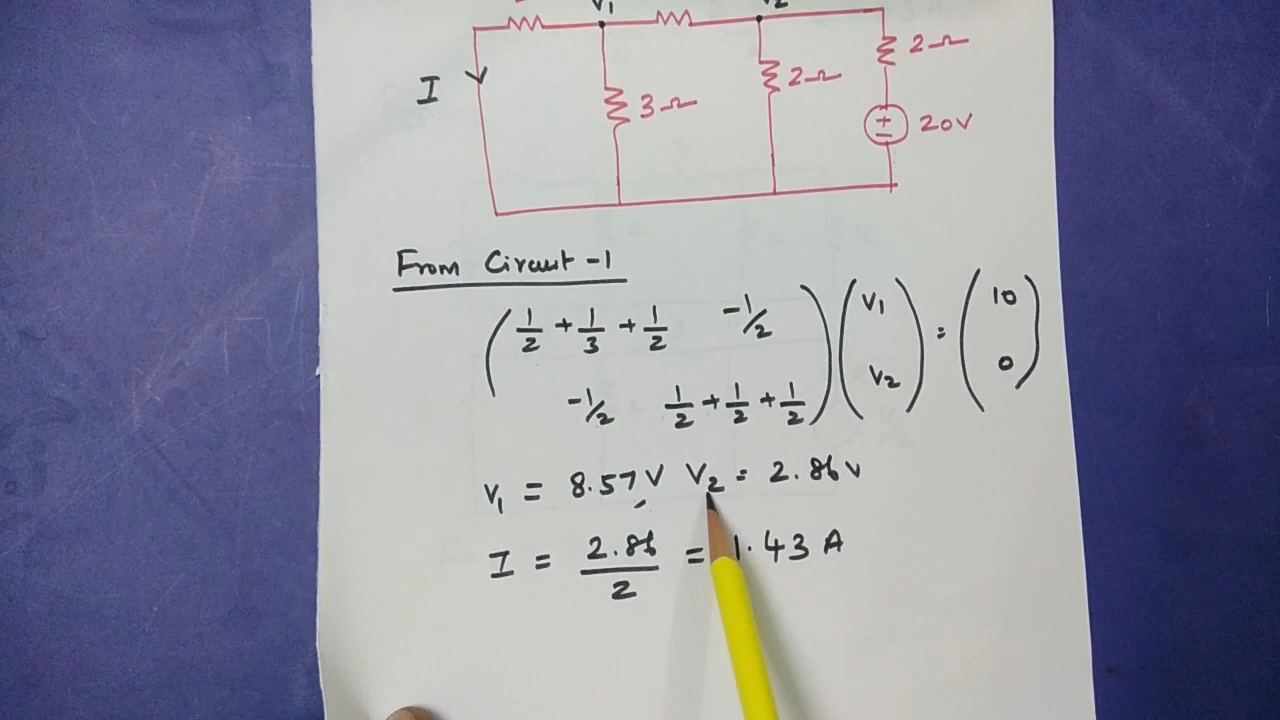 V1 V2
2Ω
I 3Ω 2Ω
20V
From Circuit -1
(1/2 + 1/3 + 1/2 -1/2) (V1) = (10)
(-1/2 1/2 + 1/2 + 1/2) (V2) (0)
V1 = 8.57V V2 = 2.86V
I = 2.86/2 = 1.43 A